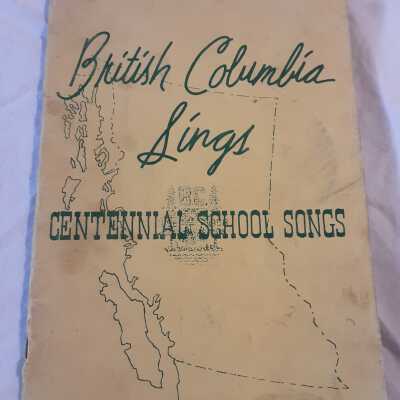 British Columbia
Sings
B.C.
CENTENNIAL SCHOOL SONGS